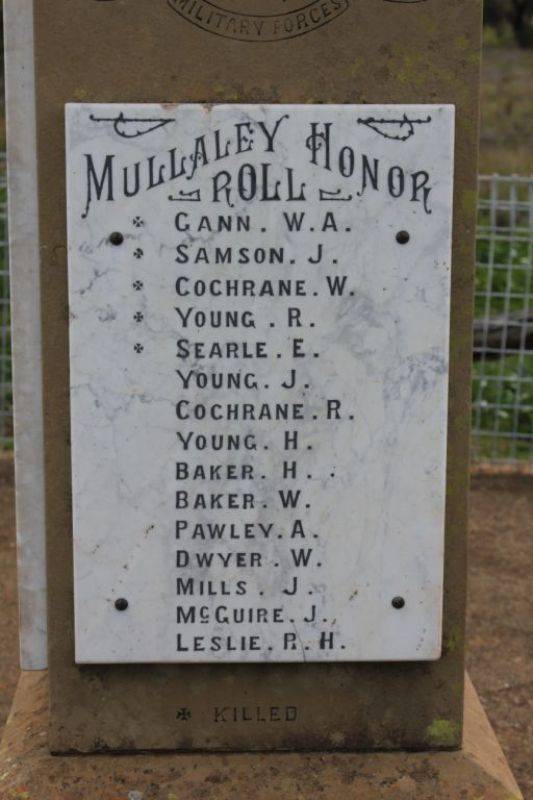 MILITARY FORCES
MULLALEY HONOR
ROLL
✠ GANN. W.A.
✠ SAMSON. J.
✠ COCHRANE. W.
✠ YOUNG. R.
✠ SEARLE. E.
YOUNG. J.
COCHRANE. R.
YOUNG. H.
BAKER. H.
BAKER. W.
PAWLEY. A.
DWYER. W.
MILLS. J.
McGUIRE. J.
LESLIE. R. H.
✠ KILLED